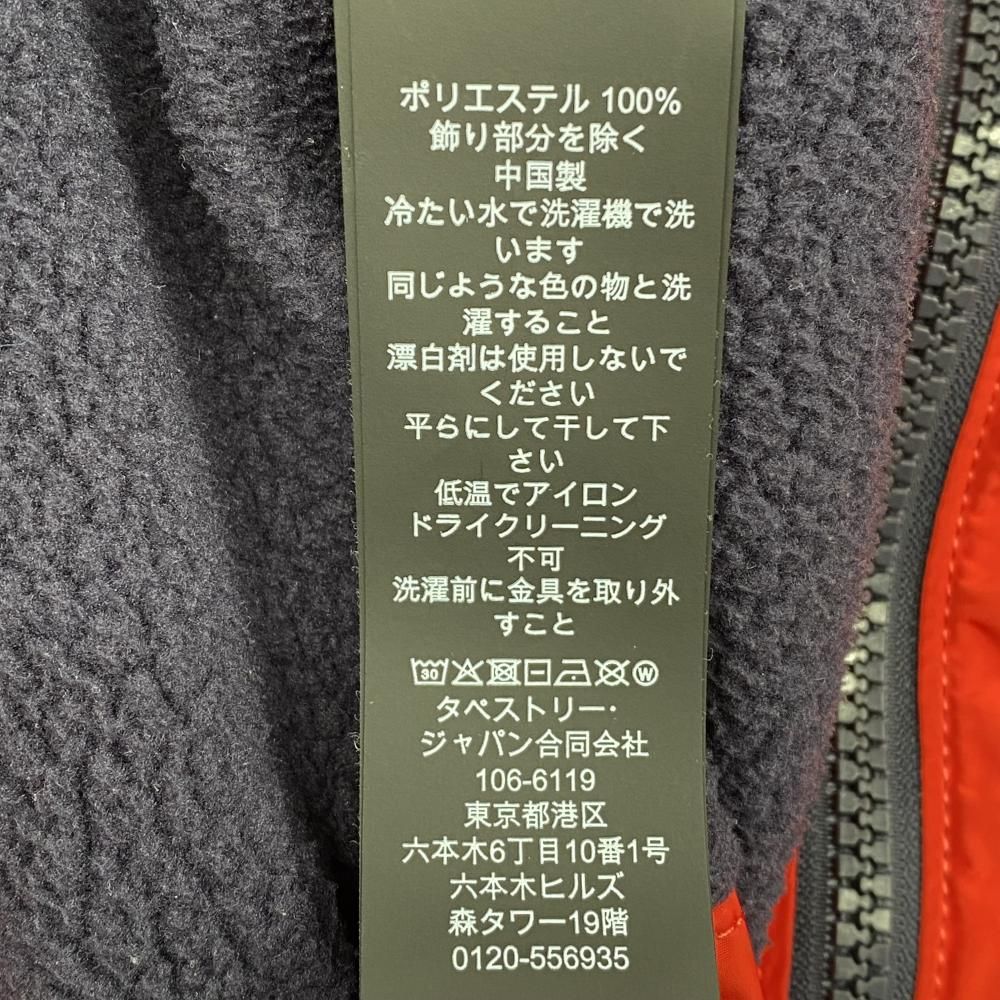 ポリエステル 100%
飾り部分を除く
中国製
冷たい水で洗濯機で洗
います
同じような色の物と洗
濯すること
漂白剤は使用しないで
ください
平らにして干して下
さい
低温でアイロン
ドライクリーニング
不可
洗濯前に金具を取り外
すこと
30 W
タペストリー・
ジャパン合同会社
106-6119
東京都港区
六本木6丁目10番1号
六本木ヒルズ
森タワー19階
0120-556935